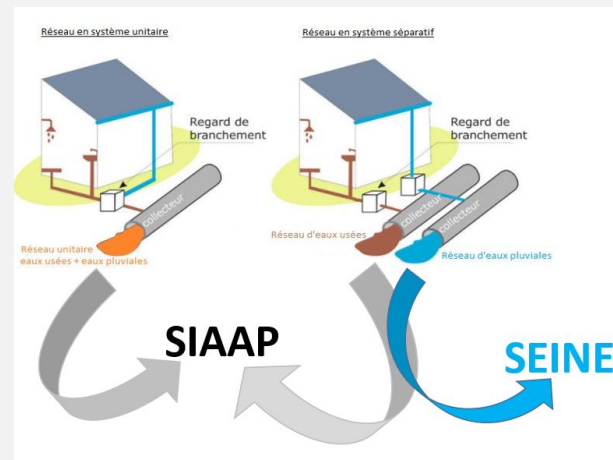 Réseau en système unitaire
Réseau en système séparatif
Regard de
branchement
Regard de
branchement
collecteur
collecteur
collecteur
Réseau unitaire
eaux usées + eaux pluviales
Réseau d'eaux usées
Réseau d'eaux pluviales
SIAAP
SEINE